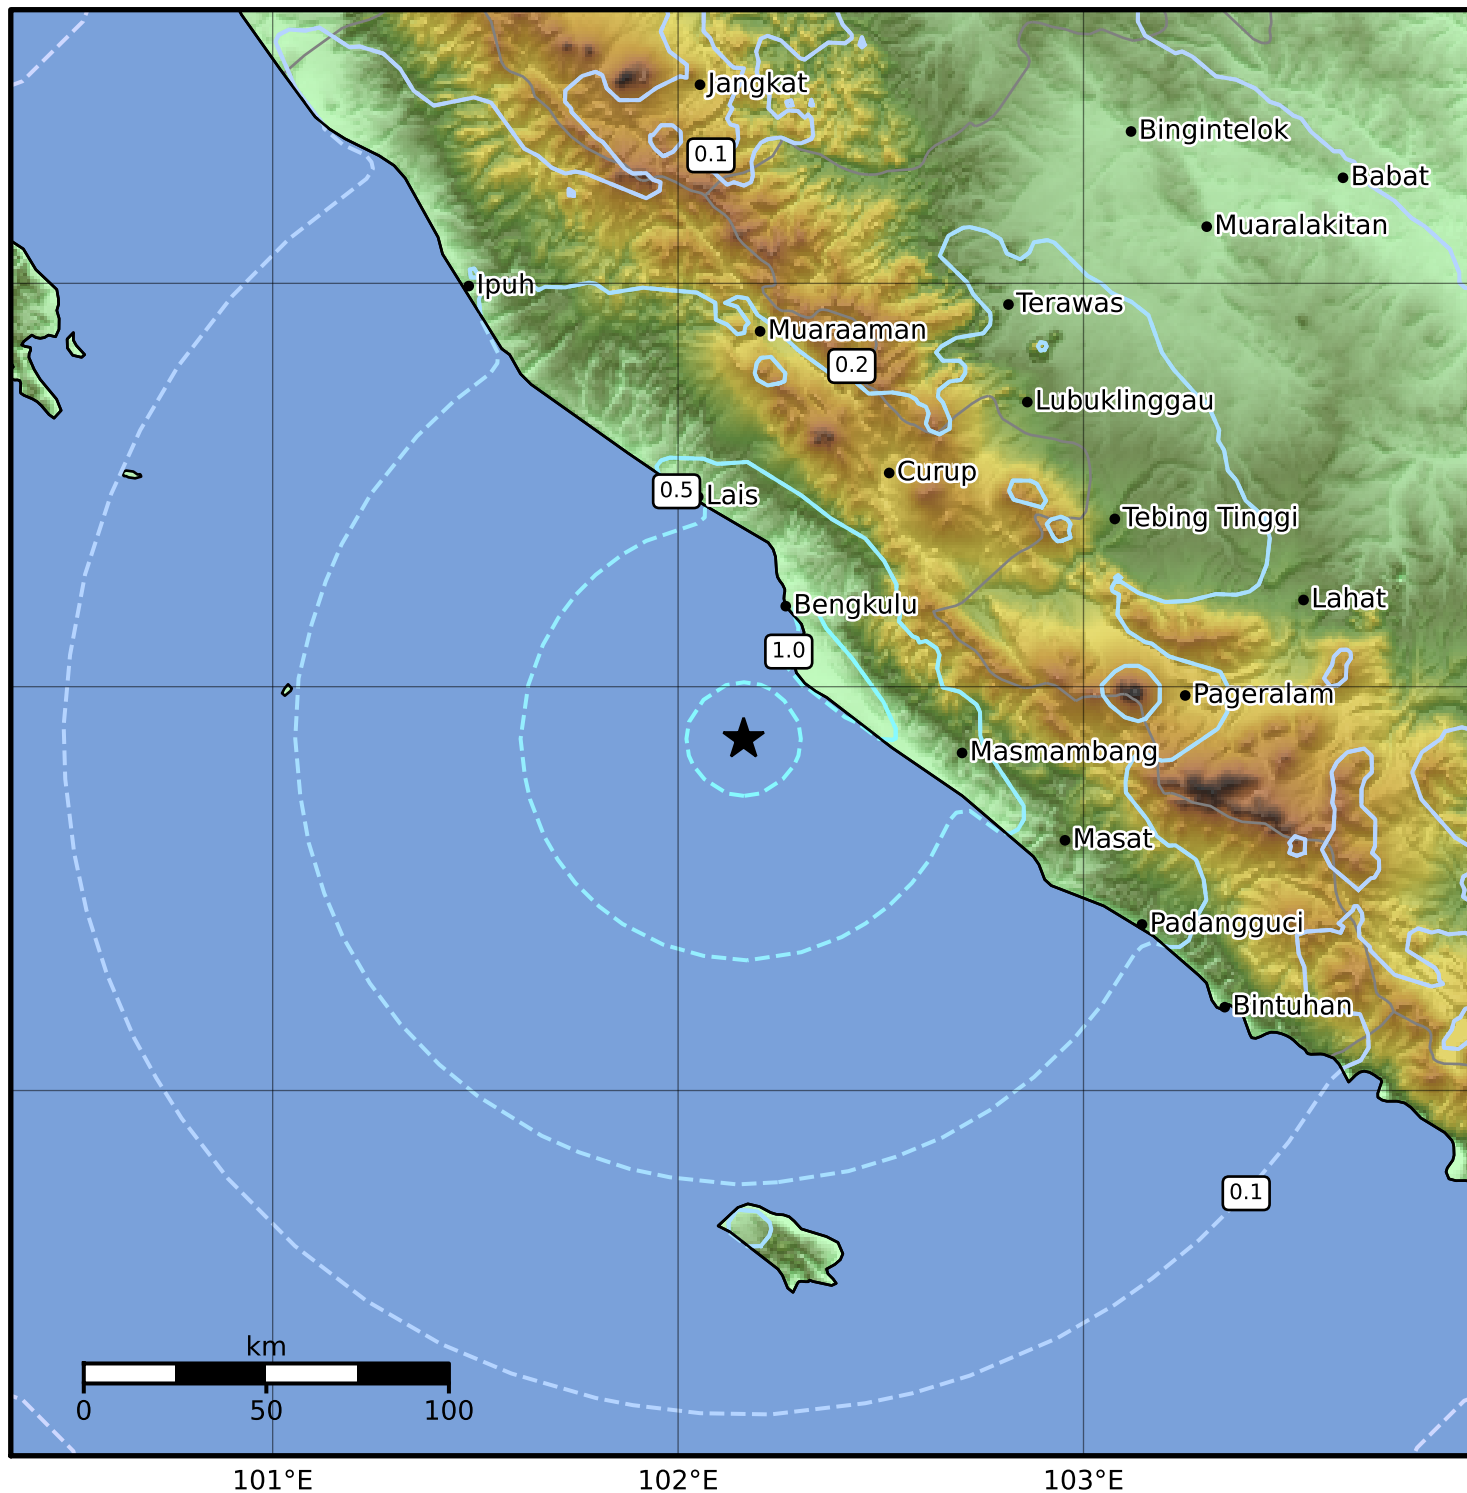 Jangkat
Bingintelok
0.1
Babat
Muaralakitan
Ipuh
Terawas
Muaraaman
0.2
Lubuklinggau
Curup
0.5
Lais
Tebing Tinggi
Bengkulu
Lahat
1.0
Pageralam
Masmambang
Masat
Padangguci
Bintuhan
0.1
km
0 50 100
101°E 102°E 103°E